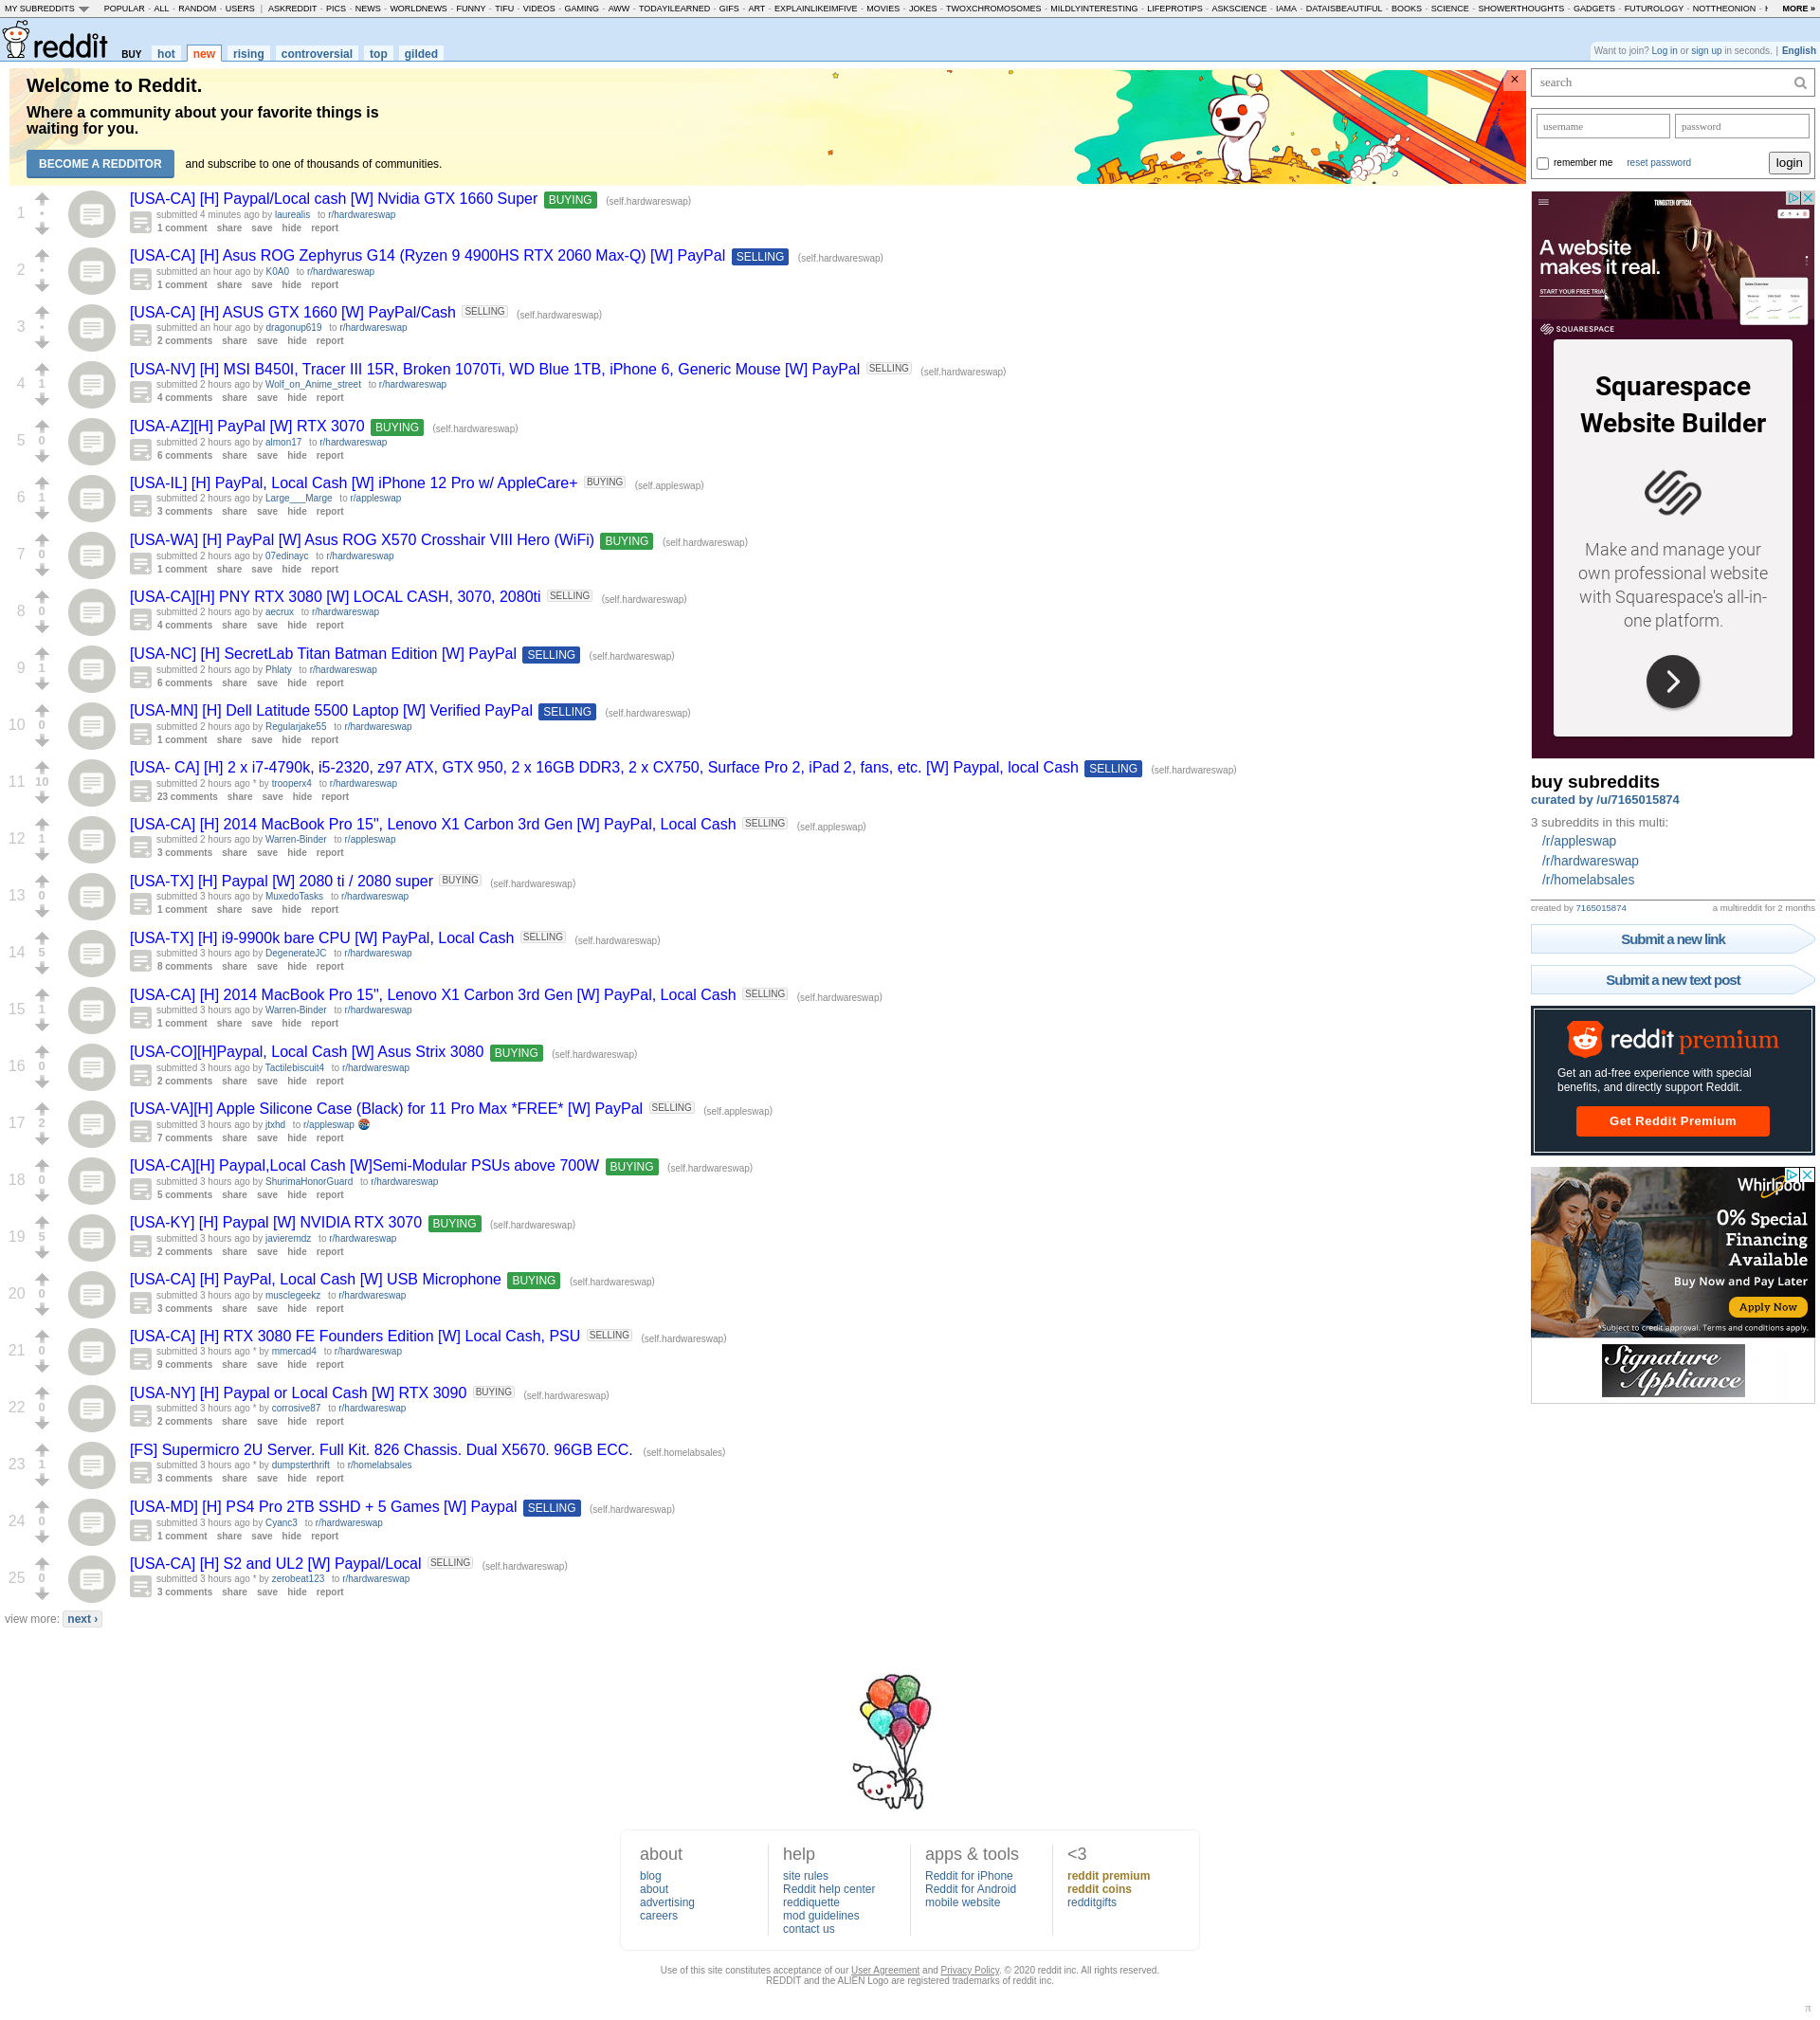 MY SUBREDDITS POPULAR - ALL - RANDOM - USERS | ASKREDDIT - PICS - NEWS - WORLDNEWS - FUNNY - TIFU - VIDEOS - GAMING - AWW - TODAYILEARNED - GIFS - ART - EXPLAINLIKEIMFIVE - MOVIES - JOKES - TWOXCHROMOSOMES - MILDLYINTERESTING - LIFEPROTIPS - ASKSCIENCE - IAMA - DATAISBEAUTIFUL - BOOKS - SCIENCE - SHOWERTHOUGHTS - GADGETS - FUTUROLOGY - NOTTHEONION - MORE »
reddit BUY hot new rising controversial top gilded
Want to join? Log in or sign up in seconds. | English
Welcome to Reddit.
Where a community about your favorite things is
waiting for you.
BECOME A REDDITOR and subscribe to one of thousands of communities.
×
1
[USA-CA] [H] Paypal/Local cash [W] Nvidia GTX 1660 Super BUYING (self.hardwareswap)
submitted 4 minutes ago by laurealis to r/hardwareswap
1 comment share save hide report
2
[USA-CA] [H] Asus ROG Zephyrus G14 (Ryzen 9 4900HS RTX 2060 Max-Q) [W] PayPal SELLING (self.hardwareswap)
submitted an hour ago by K0A0 to r/hardwareswap
1 comment share save hide report
3
[USA-CA] [H] ASUS GTX 1660 [W] PayPal/Cash SELLING (self.hardwareswap)
submitted an hour ago by dragonup619 to r/hardwareswap
2 comments share save hide report
4 1
[USA-NV] [H] MSI B450I, Tracer III 15R, Broken 1070Ti, WD Blue 1TB, iPhone 6, Generic Mouse [W] PayPal SELLING (self.hardwareswap)
submitted 2 hours ago by Wolf_on_Anime_street to r/hardwareswap
4 comments share save hide report
5 0
[USA-AZ][H] PayPal [W] RTX 3070 BUYING (self.hardwareswap)
submitted 2 hours ago by almon17 to r/hardwareswap
6 comments share save hide report
6 1
[USA-IL] [H] PayPal, Local Cash [W] iPhone 12 Pro w/ AppleCare+ BUYING (self.appleswap)
submitted 2 hours ago by Large___Marge to r/appleswap
3 comments share save hide report
7 0
[USA-WA] [H] PayPal [W] Asus ROG X570 Crosshair VIII Hero (WiFi) BUYING (self.hardwareswap)
submitted 2 hours ago by 07edinayc to r/hardwareswap
1 comment share save hide report
8 0
[USA-CA][H] PNY RTX 3080 [W] LOCAL CASH, 3070, 2080ti SELLING (self.hardwareswap)
submitted 2 hours ago by aecrux to r/hardwareswap
4 comments share save hide report
9 1
[USA-NC] [H] SecretLab Titan Batman Edition [W] PayPal SELLING (self.hardwareswap)
submitted 2 hours ago by Phlaty to r/hardwareswap
6 comments share save hide report
10 0
[USA-MN] [H] Dell Latitude 5500 Laptop [W] Verified PayPal SELLING (self.hardwareswap)
submitted 2 hours ago by Regularjake55 to r/hardwareswap
1 comment share save hide report
11 10
[USA- CA] [H] 2 x i7-4790k, i5-2320, z97 ATX, GTX 950, 2 x 16GB DDR3, 2 x CX750, Surface Pro 2, iPad 2, fans, etc. [W] Paypal, local Cash SELLING (self.hardwareswap)
submitted 2 hours ago * by trooperx4 to r/hardwareswap
23 comments share save hide report
12 1
[USA-CA] [H] 2014 MacBook Pro 15", Lenovo X1 Carbon 3rd Gen [W] PayPal, Local Cash SELLING (self.appleswap)
submitted 2 hours ago by Warren-Binder to r/appleswap
3 comments share save hide report
13 0
[USA-TX] [H] Paypal [W] 2080 ti / 2080 super BUYING (self.hardwareswap)
submitted 3 hours ago by MuxedoTasks to r/hardwareswap
1 comment share save hide report
14 5
[USA-TX] [H] i9-9900k bare CPU [W] PayPal, Local Cash SELLING (self.hardwareswap)
submitted 3 hours ago by DegenerateJC to r/hardwareswap
8 comments share save hide report
15 1
[USA-CA] [H] 2014 MacBook Pro 15", Lenovo X1 Carbon 3rd Gen [W] PayPal, Local Cash SELLING (self.hardwareswap)
submitted 3 hours ago by Warren-Binder to r/hardwareswap
1 comment share save hide report
16 0
[USA-CO][H]Paypal, Local Cash [W] Asus Strix 3080 BUYING (self.hardwareswap)
submitted 3 hours ago by Tactilebiscuit4 to r/hardwareswap
2 comments share save hide report
17 2
[USA-VA][H] Apple Silicone Case (Black) for 11 Pro Max *FREE* [W] PayPal SELLING (self.appleswap)
submitted 3 hours ago by jtxhd to r/appleswap
7 comments share save hide report
18 0
[USA-CA][H] Paypal,Local Cash [W]Semi-Modular PSUs above 700W BUYING (self.hardwareswap)
submitted 3 hours ago by ShurimaHonorGuard to r/hardwareswap
5 comments share save hide report
19 5
[USA-KY] [H] Paypal [W] NVIDIA RTX 3070 BUYING (self.hardwareswap)
submitted 3 hours ago by javieremdz to r/hardwareswap
2 comments share save hide report
20 0
[USA-CA] [H] PayPal, Local Cash [W] USB Microphone BUYING (self.hardwareswap)
submitted 3 hours ago by musclegeekz to r/hardwareswap
3 comments share save hide report
21 0
[USA-CA] [H] RTX 3080 FE Founders Edition [W] Local Cash, PSU SELLING (self.hardwareswap)
submitted 3 hours ago * by mmercad4 to r/hardwareswap
9 comments share save hide report
22 0
[USA-NY] [H] Paypal or Local Cash [W] RTX 3090 BUYING (self.hardwareswap)
submitted 3 hours ago * by corrosive87 to r/hardwareswap
2 comments share save hide report
23 1
[FS] Supermicro 2U Server. Full Kit. 826 Chassis. Dual X5670. 96GB ECC. (self.homelabsales)
submitted 3 hours ago * by dumpsterthrift to r/homelabsales
3 comments share save hide report
24 0
[USA-MD] [H] PS4 Pro 2TB SSHD + 5 Games [W] Paypal SELLING (self.hardwareswap)
submitted 3 hours ago by Cyanc3 to r/hardwareswap
1 comment share save hide report
25 0
[USA-CA] [H] S2 and UL2 [W] Paypal/Local SELLING (self.hardwareswap)
submitted 3 hours ago * by zerobeat123 to r/hardwareswap
3 comments share save hide report
view more: next ›
search
username password
remember me reset password login
TUNGSTEN OPTICAL
A website
makes it real.
START YOUR FREE TRIAL
SQUARESPACE
Squarespace
Website Builder
Make and manage your
own professional website
with Squarespace's all-in-
one platform.
buy subreddits
curated by /u/7165015874
3 subreddits in this multi:
/r/appleswap
/r/hardwareswap
/r/homelabsales
created by 7165015874 a multireddit for 2 months
Submit a new link
Submit a new text post
reddit premium
Get an ad-free experience with special
benefits, and directly support Reddit.
Get Reddit Premium
Whirlpool
0% Special
Financing
Available
Buy Now and Pay Later
Apply Now
*Subject to credit approval. Terms and conditions apply.
Signature
Appliance
about
blog
about
advertising
careers
help
site rules
Reddit help center
reddiquette
mod guidelines
contact us
apps & tools
Reddit for iPhone
Reddit for Android
mobile website
<3
reddit premium
reddit coins
redditgifts
Use of this site constitutes acceptance of our User Agreement and Privacy Policy. © 2020 reddit inc. All rights reserved.
REDDIT and the ALIEN Logo are registered trademarks of reddit inc.
π